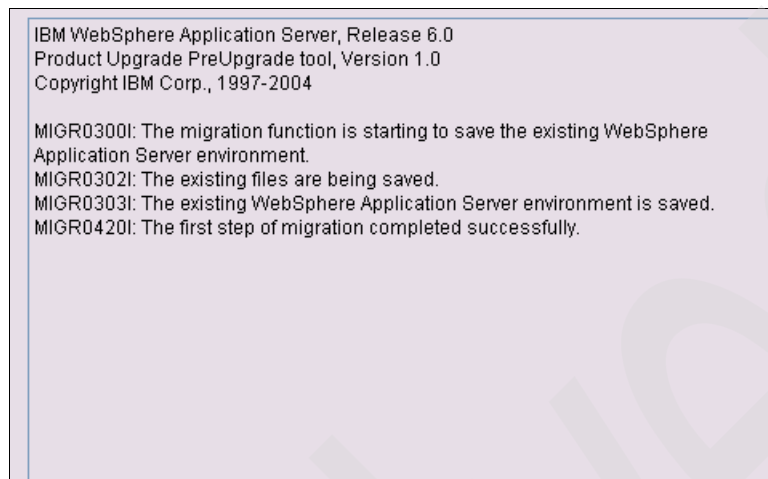 IBM WebSphere Application Server, Release 6.0
Product Upgrade PreUpgrade tool, Version 1.0
Copyright IBM Corp., 1997-2004
MIGR0300I: The migration function is starting to save the existing WebSphere
Application Server environment.
MIGR0302I: The existing files are being saved.
MIGR0303I: The existing WebSphere Application Server environment is saved.
MIGR0420I: The first step of migration completed successfully.